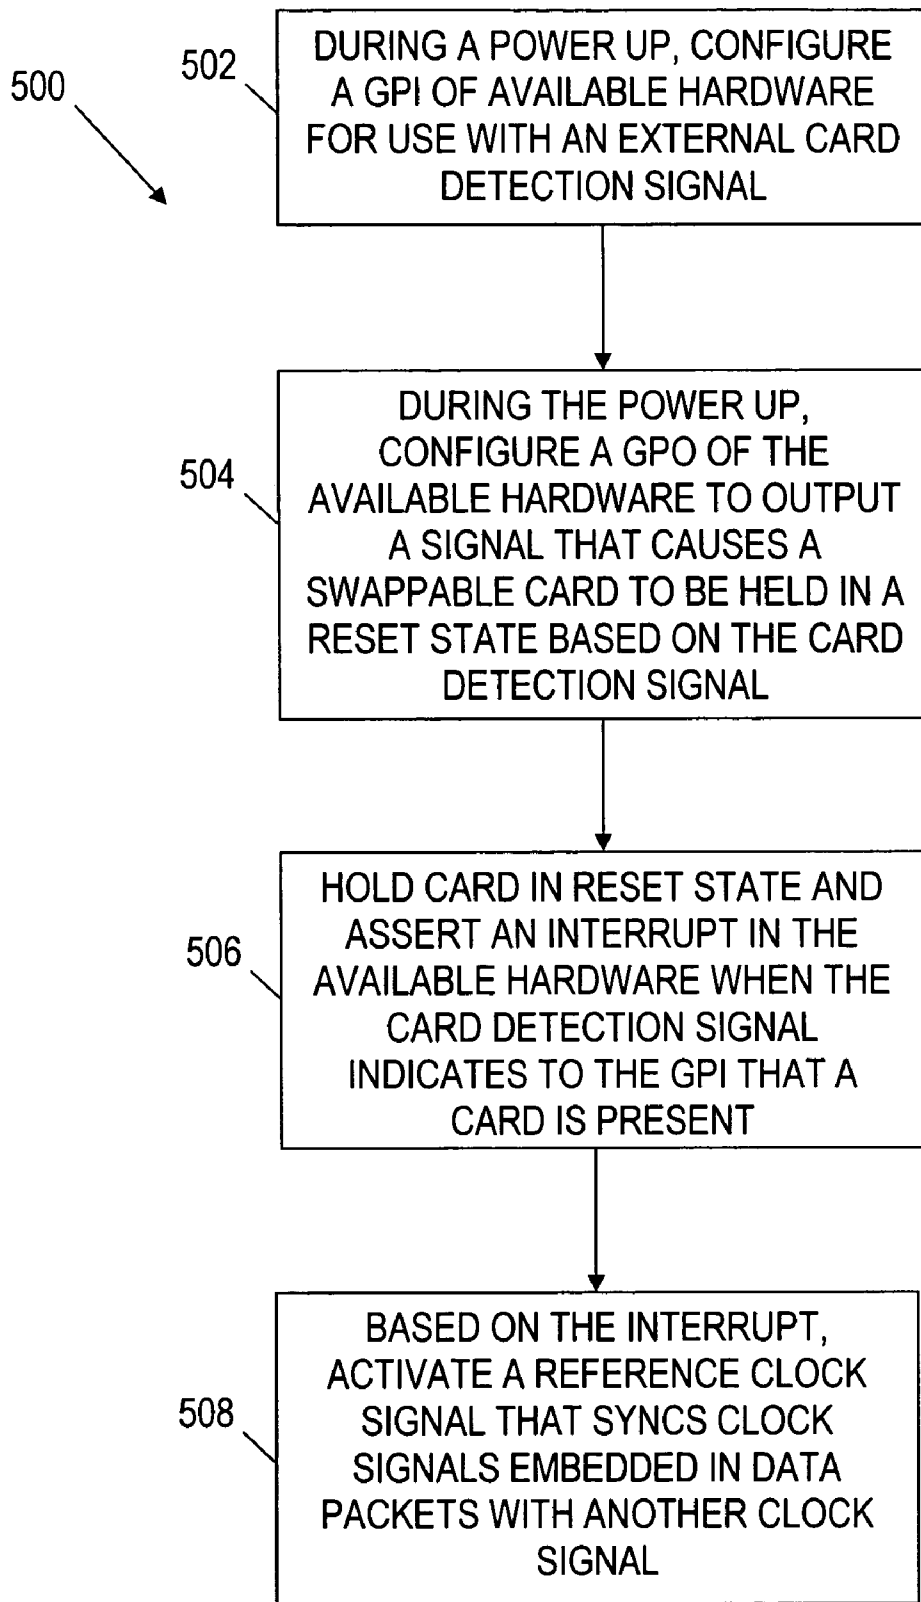 500
502
DURING A POWER UP, CONFIGURE
A GPI OF AVAILABLE HARDWARE
FOR USE WITH AN EXTERNAL CARD
DETECTION SIGNAL
504
DURING THE POWER UP,
CONFIGURE A GPO OF THE
AVAILABLE HARDWARE TO OUTPUT
A SIGNAL THAT CAUSES A
SWAPPABLE CARD TO BE HELD IN A
RESET STATE BASED ON THE CARD
DETECTION SIGNAL
506
HOLD CARD IN RESET STATE AND
ASSERT AN INTERRUPT IN THE
AVAILABLE HARDWARE WHEN THE
CARD DETECTION SIGNAL
INDICATES TO THE GPI THAT A
CARD IS PRESENT
508
BASED ON THE INTERRUPT,
ACTIVATE A REFERENCE CLOCK
SIGNAL THAT SYNCS CLOCK
SIGNALS EMBEDDED IN DATA
PACKETS WITH ANOTHER CLOCK
SIGNAL